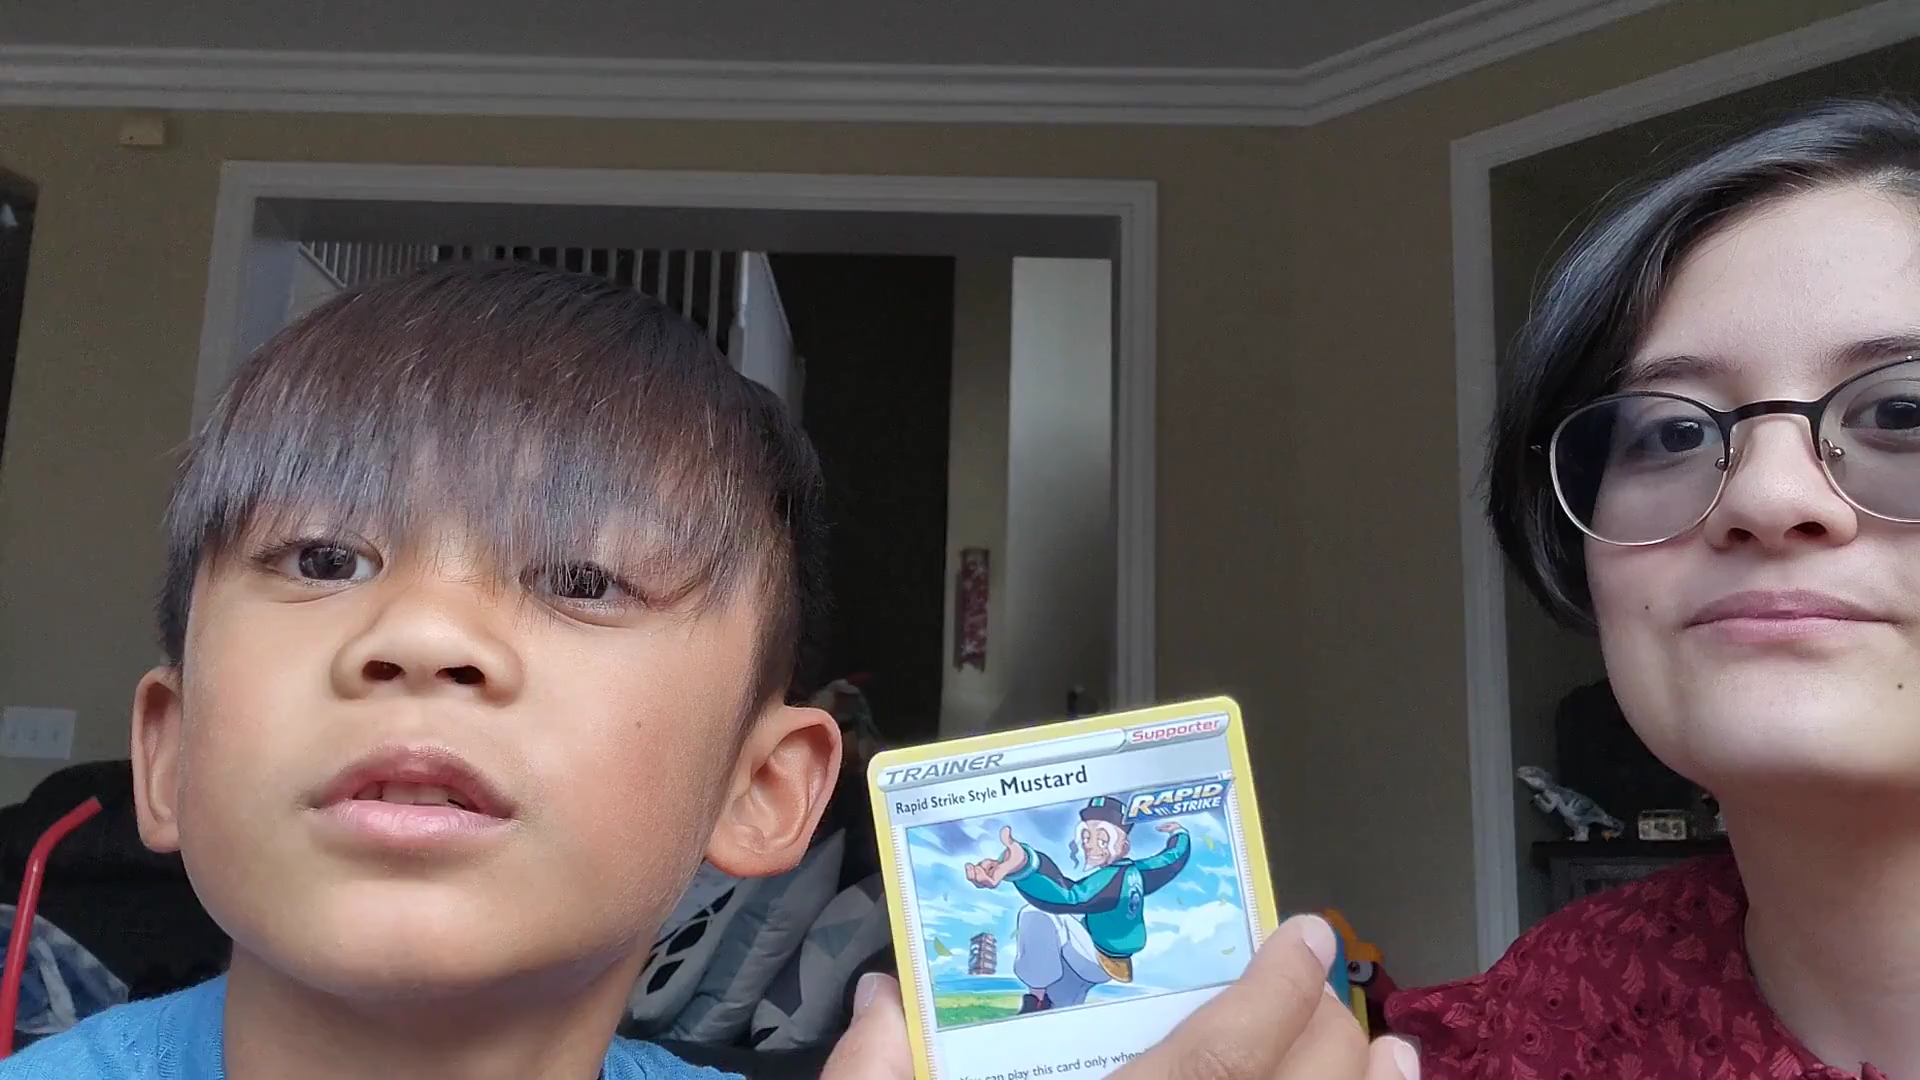 TRAINER Supporter
Rapid Strike Style Mustard
RAPID
STRIKE
You can play this card only when